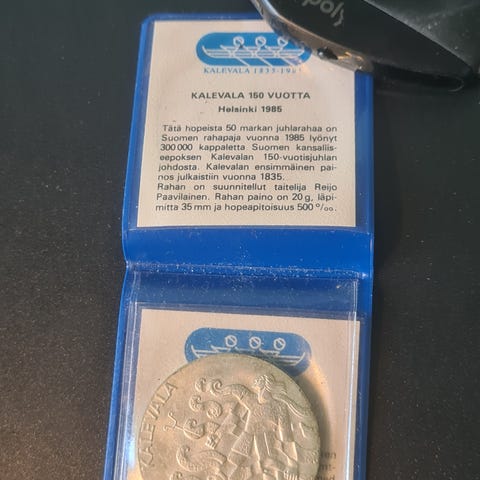 KALEVALA 1835-198
KALEVALA 150 VUOTTA
Helsinki 1985
Tätä hopeista 50 markan juhlarahaa on
Suomen rahapaja vuonna 1985 lyönyt
300 000 kappaletta Suomen kansallis-
eepoksen Kalevalan 150-vuotisjuhlan
johdosta. Kalevalan ensimmäinen pai-
nos julkaistiin vuonna 1835.
Rahan on suunnitellut taitelija Reijo
Paavilainen. Rahan paino on 20 g, läpi-
mitta 35 mm ja hopeapitoisuus 500 º/oo.
KALEVALA